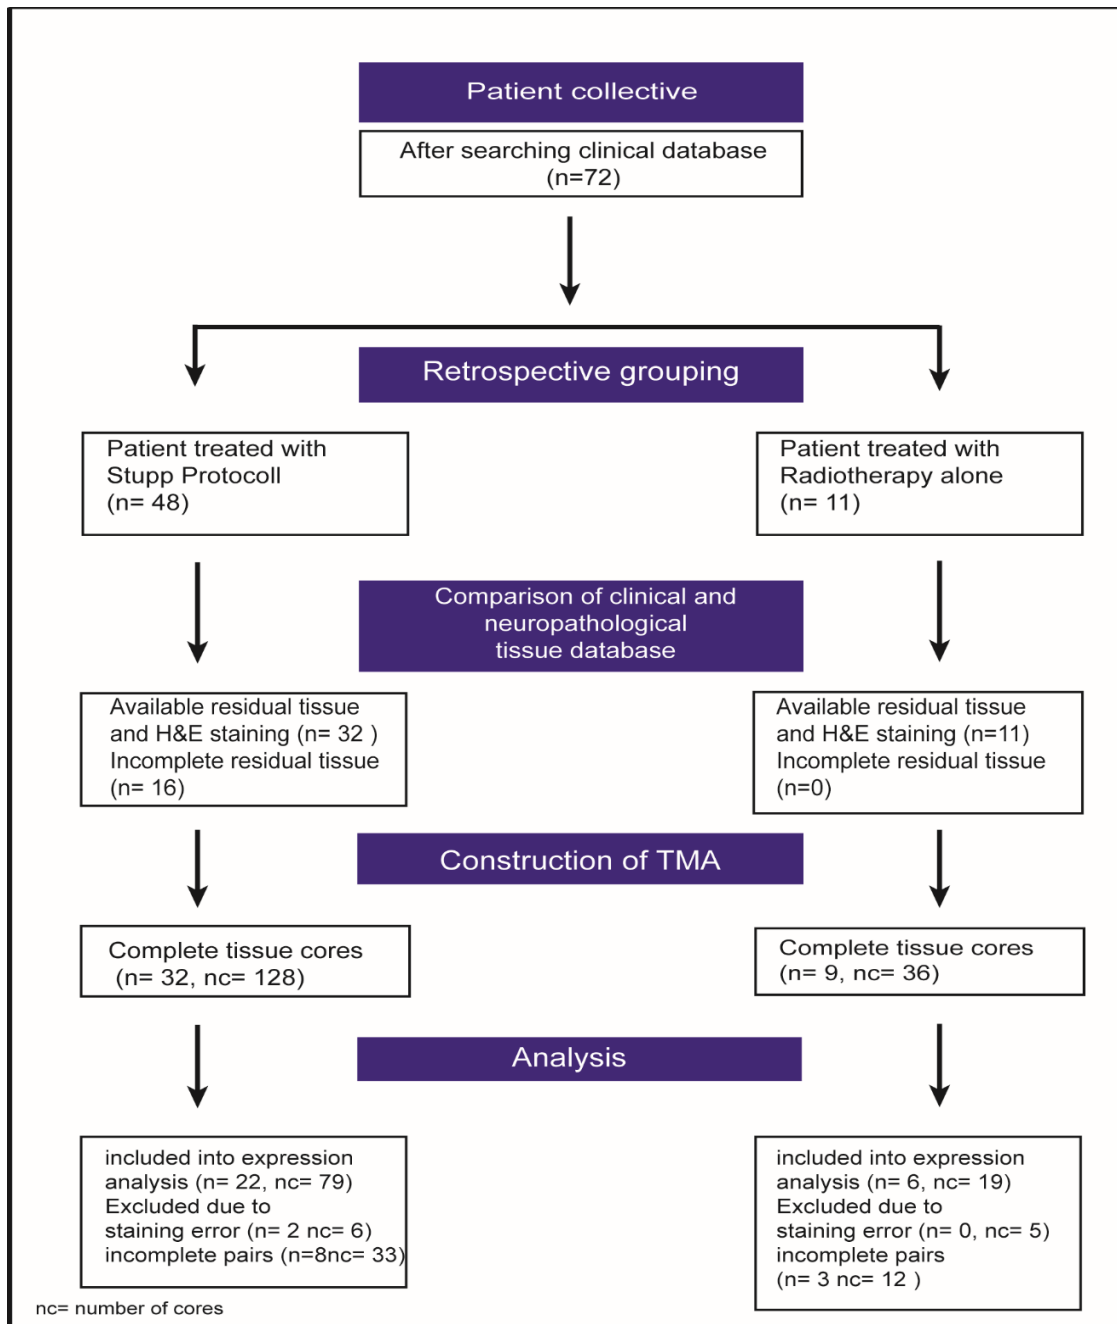 Patient collective
After searching clinical database
(n=72)
Retrospective grouping
Patient treated with
Stupp Protocoll
(n= 48)
Patient treated with
Radiotherapy alone
(n= 11)
Comparison of clinical and
neuropathological
tissue database
Available residual tissue
and H&E staining (n= 32 )
Incomplete residual tissue
(n= 16)
Available residual tissue
and H&E staining (n=11)
Incomplete residual tissue
(n=0)
Construction of TMA
Complete tissue cores
(n= 32, nc= 128)
Complete tissue cores
(n= 9, nc= 36)
Analysis
included into expression
analysis (n= 22, nc= 79)
Excluded due to
staining error (n= 2 nc= 6)
incomplete pairs (n=8nc= 33)
included into expression
analysis (n= 6, nc= 19)
Excluded due to
staining error (n= 0, nc= 5)
incomplete pairs
(n= 3 nc= 12 )
nc= number of cores